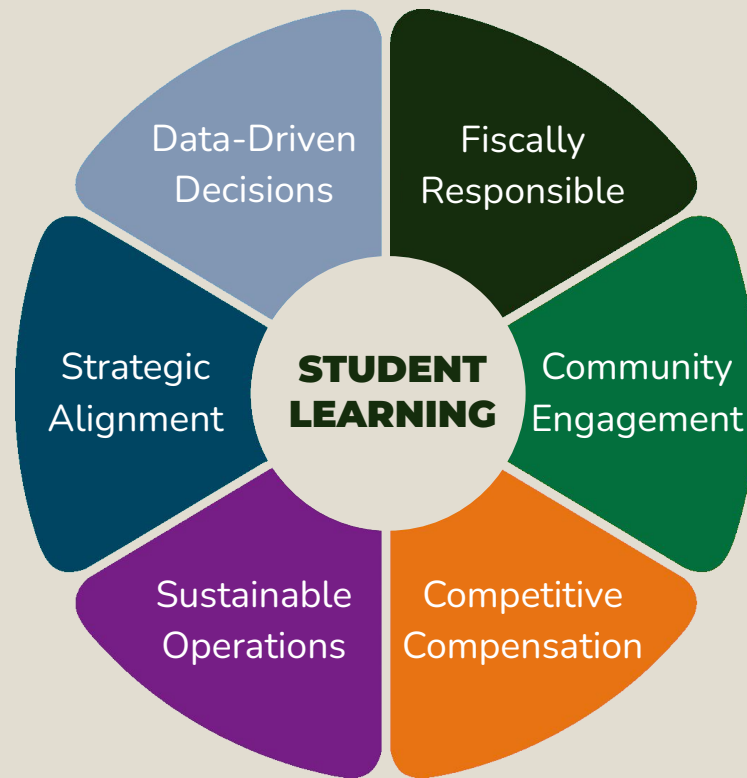 Data-Driven
Decisions
Fiscally
Responsible
Strategic
Alignment
STUDENT
LEARNING
Community
Engagement
Sustainable
Operations
Competitive
Compensation